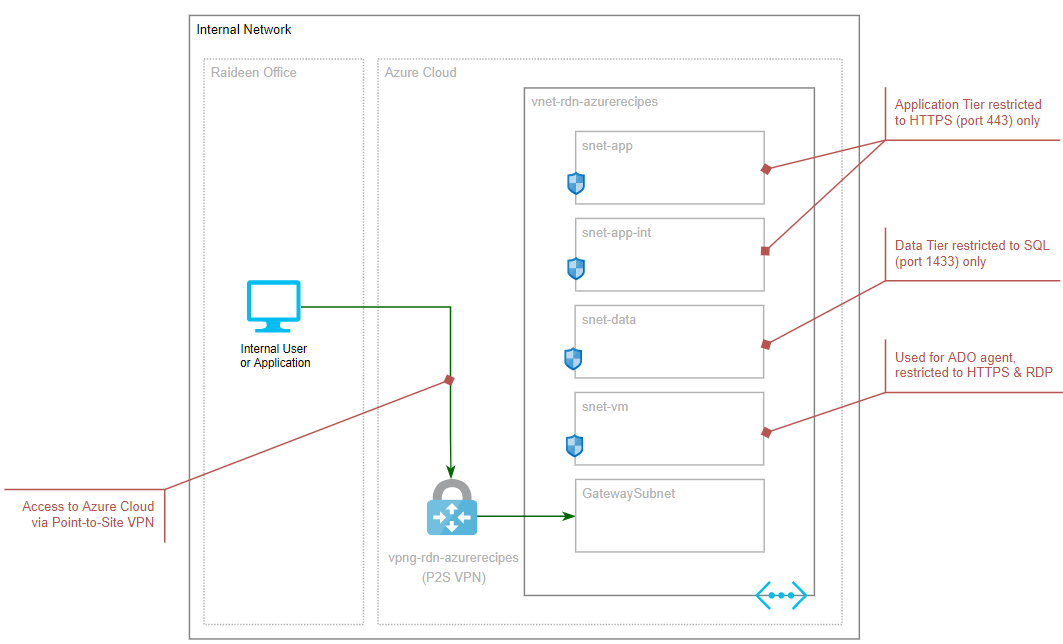 Internal Network
Raideen Office
Azure Cloud
vnet-rdn-azurerecipes
snet-app
snet-app-int
snet-data
snet-vm
GatewaySubnet
Application Tier restricted
to HTTPS (port 443) only
Data Tier restricted to SQL
(port 1433) only
Used for ADO agent,
restricted to HTTPS & RDP
Internal User
or Application
Access to Azure Cloud
via Point-to-Site VPN
vpng-rdn-azurerecipes
(P2S VPN)